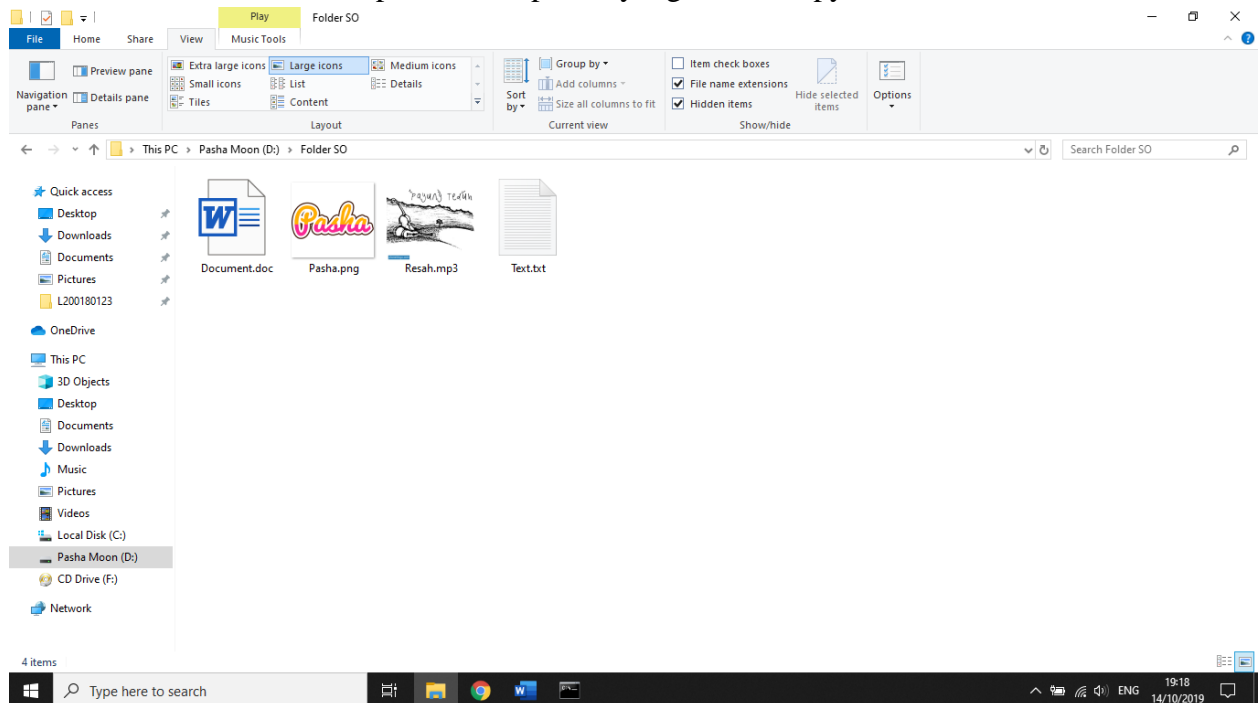 Play
Folder SO
File
Home
Share
View
Music Tools
Navigation pane
Preview pane
Details pane
Panes
Extra large icons
Large icons
Medium icons
Small icons
List
Details
Tiles
Content
Layout
Sort by
Group by
Add columns
Size all columns to fit
Current view
Item check boxes
File name extensions
Hidden items
Hide selected items
Show/hide
Options
This PC > Pasha Moon (D:) > Folder SO
Search Folder SO
Quick access
Desktop
Downloads
Documents
Pictures
L200180123
OneDrive
This PC
3D Objects
Desktop
Documents
Downloads
Music
Pictures
Videos
Local Disk (C:)
Pasha Moon (D:)
CD Drive (F:)
Network
Pasha
payung teduh
Document.doc
Pasha.png
Resah.mp3
Text.txt
4 items
Type here to search
ENG
19:18
14/10/2019